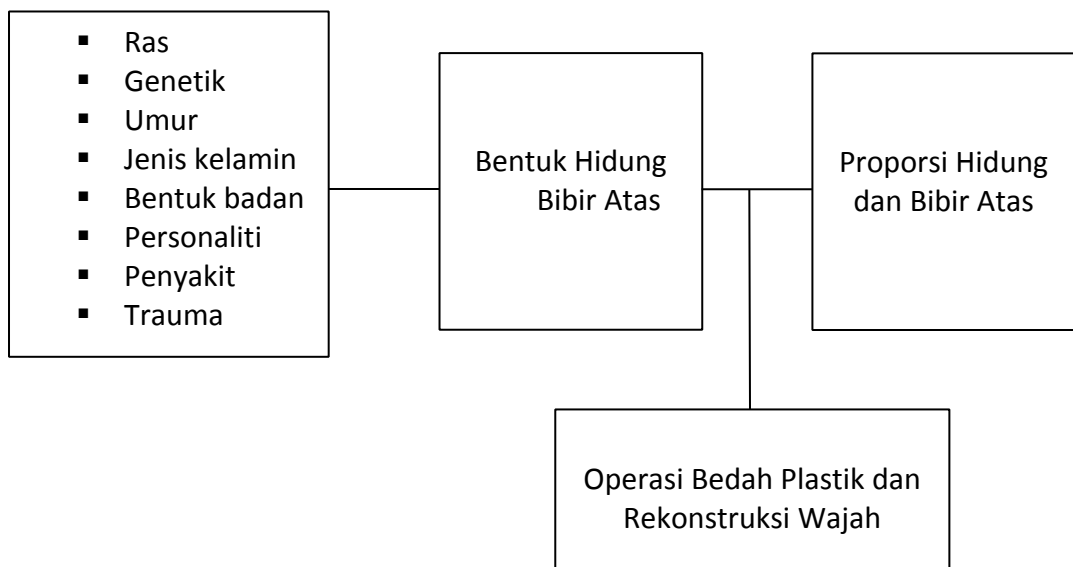 ▪ Ras
▪ Genetik
▪ Umur
▪ Jenis kelamin
▪ Bentuk badan
▪ Personaliti
▪ Penyakit
▪ Trauma
Bentuk Hidung
Bibir Atas
Proporsi Hidung
dan Bibir Atas
Operasi Bedah Plastik dan
Rekonstruksi Wajah